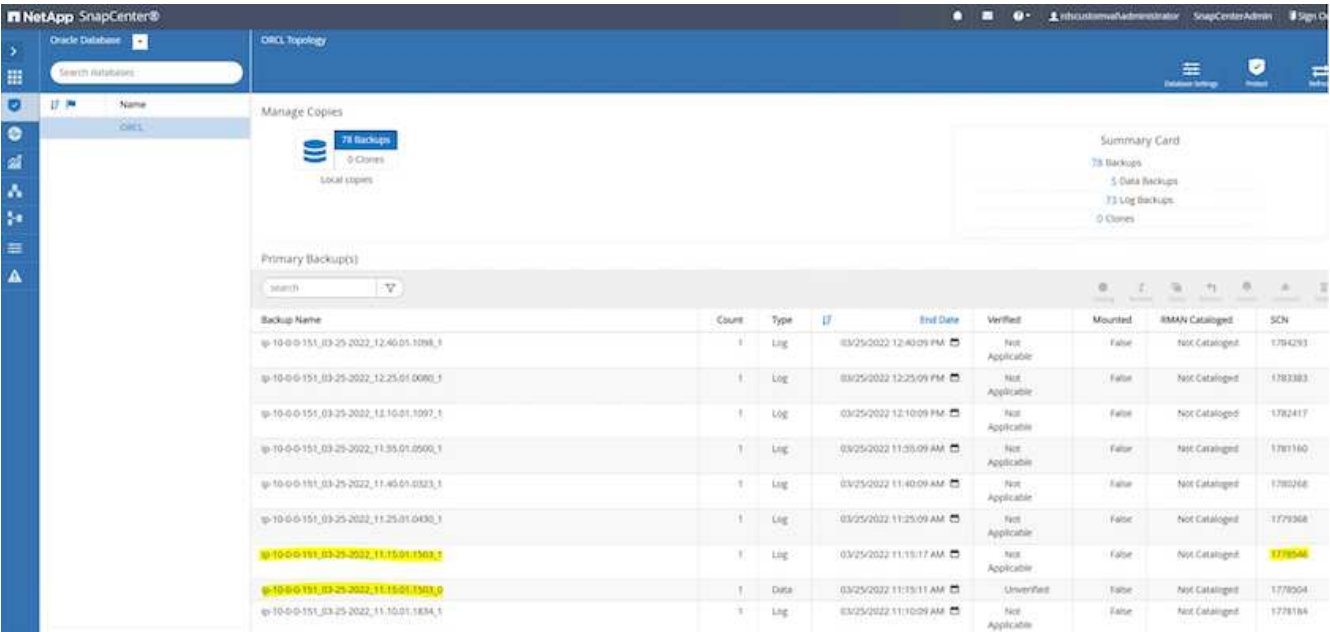 NetApp SnapCenter®
rdscustomval\administrator SnapCenterAdmin Sign
Oracle Database
Search databases
Name
ORCL
ORCL Topology
Database Settings Protect
Manage Copies
78 Backups
0 Clones
Local copies
Summary Card
78 Backups
5 Data Backups
73 Log Backups
0 Clones
Primary Backup(s)
search
Backup Name Count Type End Date Verified Mounted RMAN Cataloged SCN
ip-10-0-0-151_03-25-2022_12.40.01.1098_1 1 Log 03/25/2022 12:40:09 PM Not Applicable False Not Cataloged 1784293
ip-10-0-0-151_03-25-2022_12.25.01.0080_1 1 Log 03/25/2022 12:25:09 PM Not Applicable False Not Cataloged 1783383
ip-10-0-0-151_03-25-2022_12.10.01.1097_1 1 Log 03/25/2022 12:10:09 PM Not Applicable False Not Cataloged 1782417
ip-10-0-0-151_03-25-2022_11.55.01.0500_1 1 Log 03/25/2022 11:55:09 AM Not Applicable False Not Cataloged 1781160
ip-10-0-0-151_03-25-2022_11.40.01.0323_1 1 Log 03/25/2022 11:40:09 AM Not Applicable False Not Cataloged 1780268
ip-10-0-0-151_03-25-2022_11.25.01.0430_1 1 Log 03/25/2022 11:25:09 AM Not Applicable False Not Cataloged 1779368
ip-10-0-0-151_03-25-2022_11.15.01.1503_1 1 Log 03/25/2022 11:15:17 AM Not Applicable False Not Cataloged 1778546
ip-10-0-0-151_03-25-2022_11.15.01.1503_0 1 Data 03/25/2022 11:15:11 AM Unverified False Not Cataloged 1778504
ip-10-0-0-151_03-25-2022_11.10.01.1834_1 1 Log 03/25/2022 11:10:09 AM Not Applicable False Not Cataloged 1778184